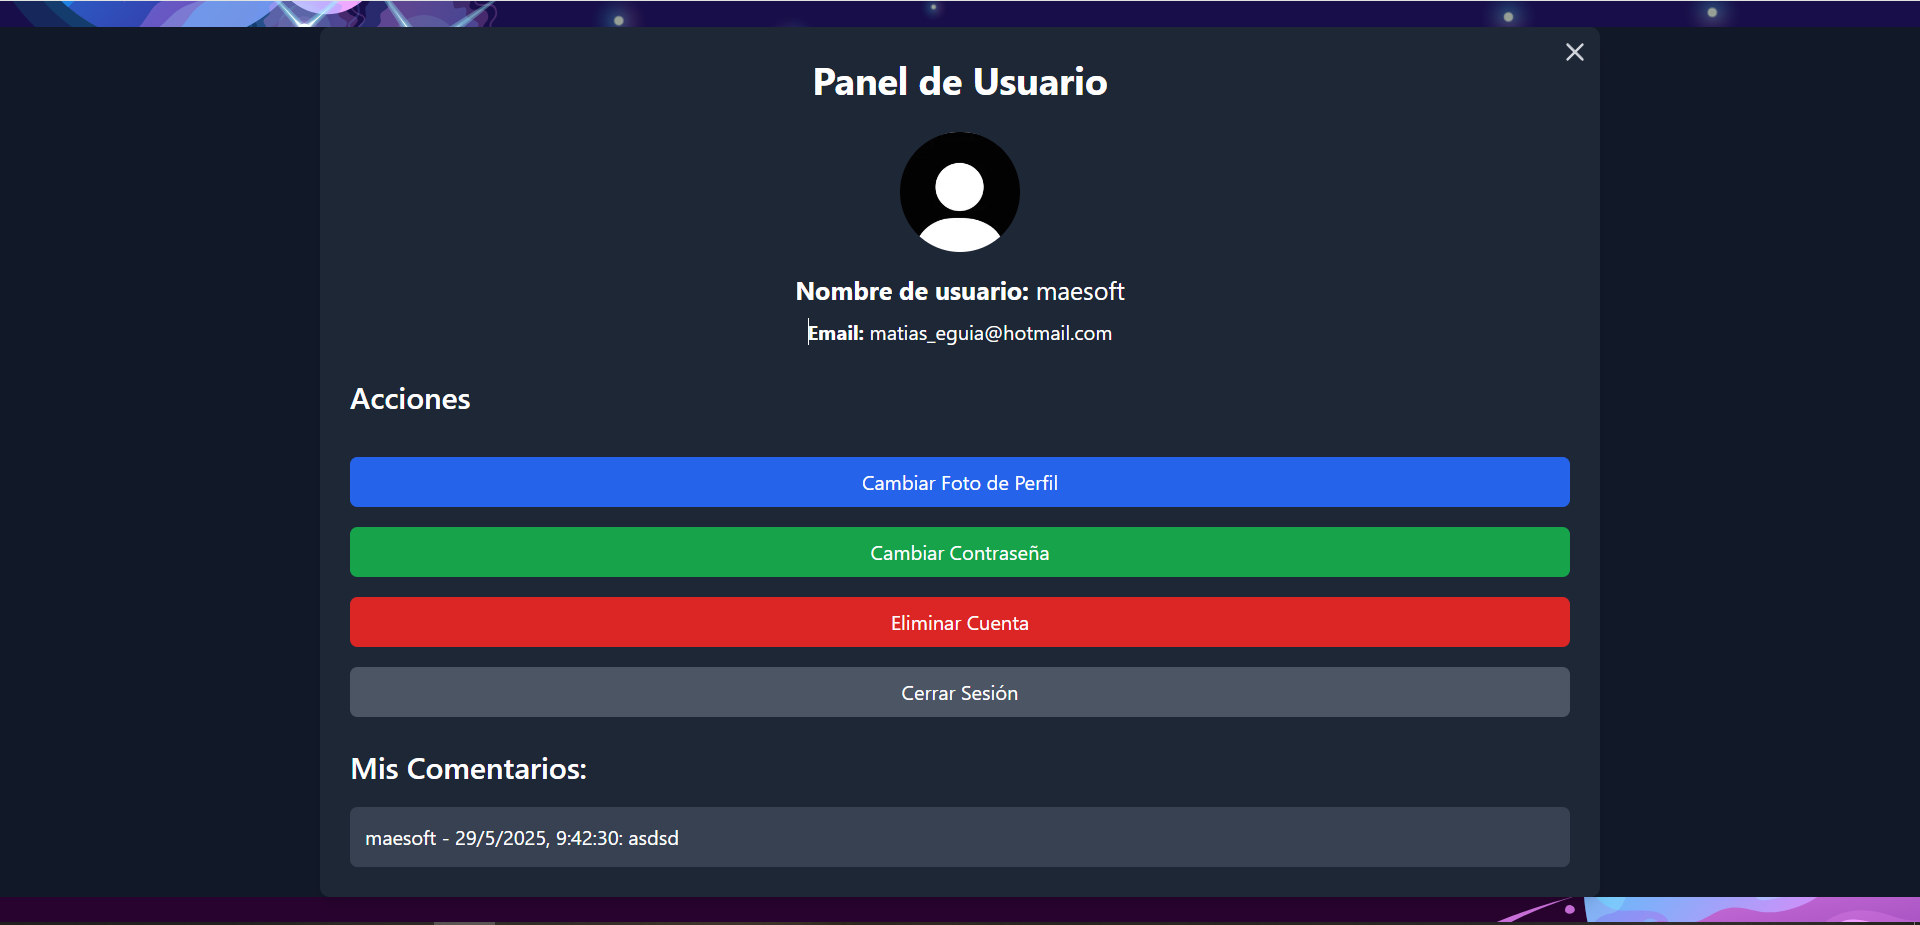 Panel de Usuario
Nombre de usuario: maesoft
Email: matias_eguia@hotmail.com
Acciones
Cambiar Foto de Perfil
Cambiar Contraseña
Eliminar Cuenta
Cerrar Sesión
Mis Comentarios:
maesoft - 29/5/2025, 9:42:30: asdsd